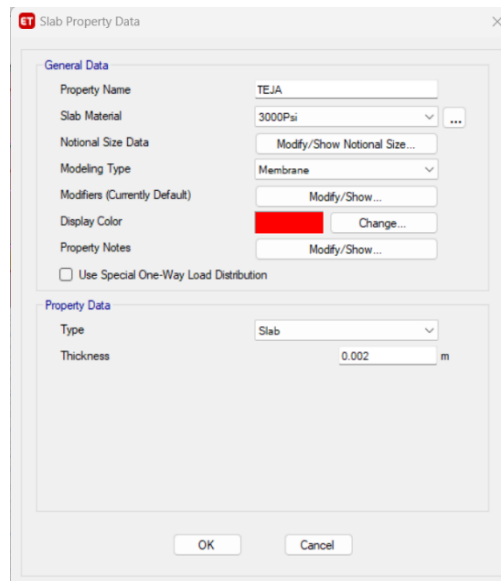 ET Slab Property Data
General Data
Property Name TEJA
Slab Material 3000Psi ...
Notional Size Data Modify/Show Notional Size...
Modeling Type Membrane
Modifiers (Currently Default) Modify/Show...
Display Color Change...
Property Notes Modify/Show...
Use Special One-Way Load Distribution
Property Data
Type Slab
Thickness 0.002 m
OK Cancel